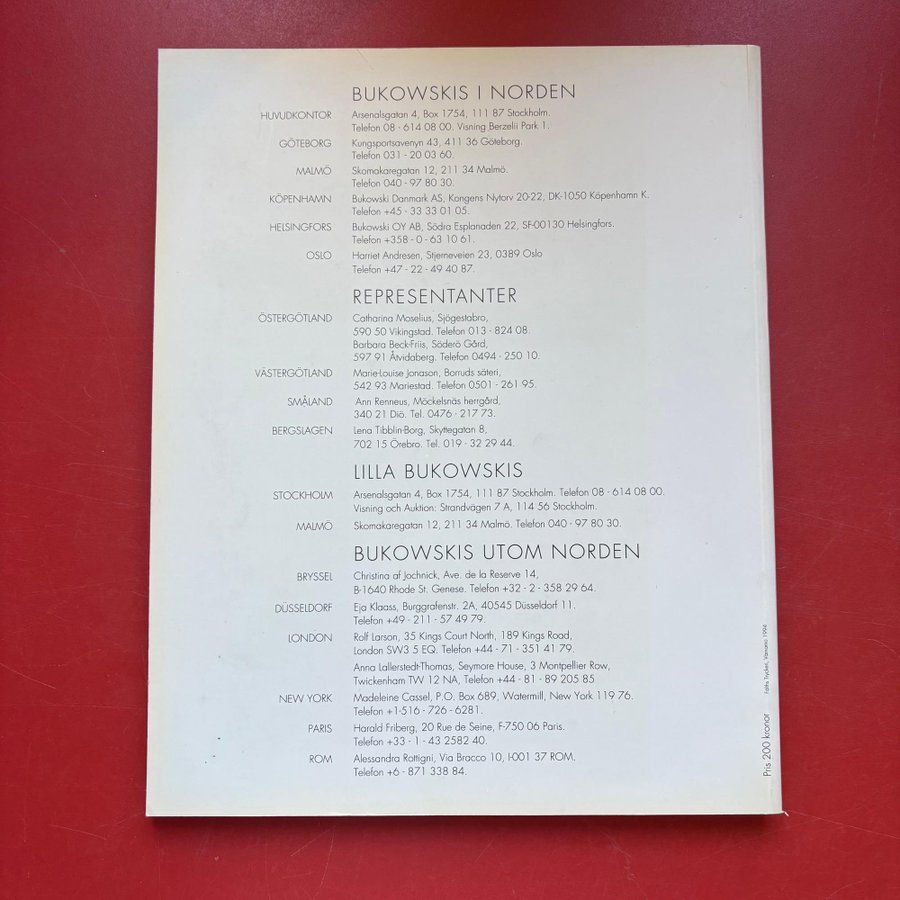 BUKOWSKIS I NORDEN
HUVUDKONTOR Arsenalsgatan 4, Box 1754, 111 87 Stockholm.
Telefon 08 - 614 08 00. Visning Berzelii Park 1.
GÖTEBORG Kungsportsavenyn 43, 411 36 Göteborg.
Telefon 031 - 20 03 60.
MALMÖ Skomakaregatan 12, 211 34 Malmö.
Telefon 040 - 97 80 30.
KÖPENHAMN Bukowski Danmark AS, Kongens Nytorv 20-22, DK-1050 Köpenhamn K.
Telefon +45 - 33 33 01 05.
HELSINGFORS Bukowski OY AB, Södra Esplanaden 22, SF-00130 Helsingfors.
Telefon +358 - 0 - 63 10 61.
OSLO Harriet Andresen, Stjerneveien 23, 0389 Oslo
Telefon +47 - 22 - 49 40 87.
REPRESENTANTER
ÖSTERGÖTLAND Catharina Moselius, Sjögestabro,
590 50 Vikingstad. Telefon 013 - 824 08.
Barbara Beck-Friis, Söderö Gård,
597 91 Åtvidaberg. Telefon 0494 - 250 10.
VÄSTERGÖTLAND Marie-Louise Jonason, Borruds säteri,
542 93 Mariestad. Telefon 0501 - 261 95.
SMÅLAND Ann Renneus, Möckelsnäs herrgård,
340 21 Diö. Tel. 0476 - 217 73.
BERGSLAGEN Lena Tibblin-Borg, Skyttegatan 8,
702 15 Örebro. Tel. 019 - 32 29 44.
LILLA BUKOWSKIS
STOCKHOLM Arsenalsgatan 4, Box 1754, 111 87 Stockholm. Telefon 08 - 614 08 00.
Visning och Auktion: Strandvägen 7 A, 114 56 Stockholm.
MALMÖ Skomakaregatan 12, 211 34 Malmö. Telefon 040 - 97 80 30.
BUKOWSKIS UTOM NORDEN
BRYSSEL Christina af Jochnick, Ave. de la Reserve 14,
B-1640 Rhode St. Genese. Telefon +32 - 2 - 358 29 64.
DÜSSELDORF Eja Klaass, Burggrafenstr. 2A, 40545 Düsseldorf 11.
Telefon +49 - 211 - 57 49 79.
LONDON Rolf Larson, 35 Kings Court North, 189 Kings Road,
London SW3 5 EQ. Telefon +44 - 71 - 351 41 79.
Anna Lallerstedt-Thomas, Seymore House, 3 Montpellier Row,
Twickenham TW 12 NA, Telefon +44 - 81 - 89 205 85
NEW YORK Madeleine Cassel, P.O. Box 689, Watermill, New York 119 76.
Telefon +1-516 - 726 - 6281.
PARIS Harald Friberg, 20 Rue de Seine, F-750 06 Paris.
Telefon +33 - 1 - 43 2582 40.
ROM Alessandra Rottigni, Via Bracco 10, I-001 37 ROM.
Telefon +6 - 871 338 84.
Pris 200 kronor
Fälths Tryckeri, Värnamo 1994